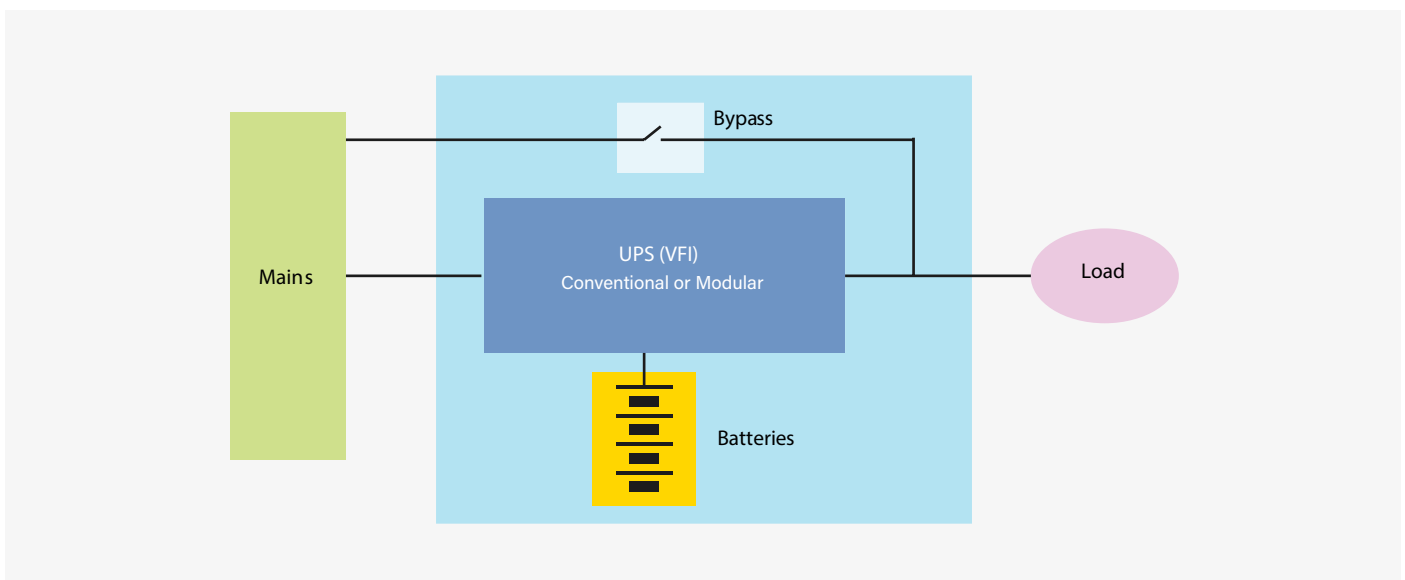 Bypass
UPS (VFI)
Conventional or Modular
Mains
Load
Batteries